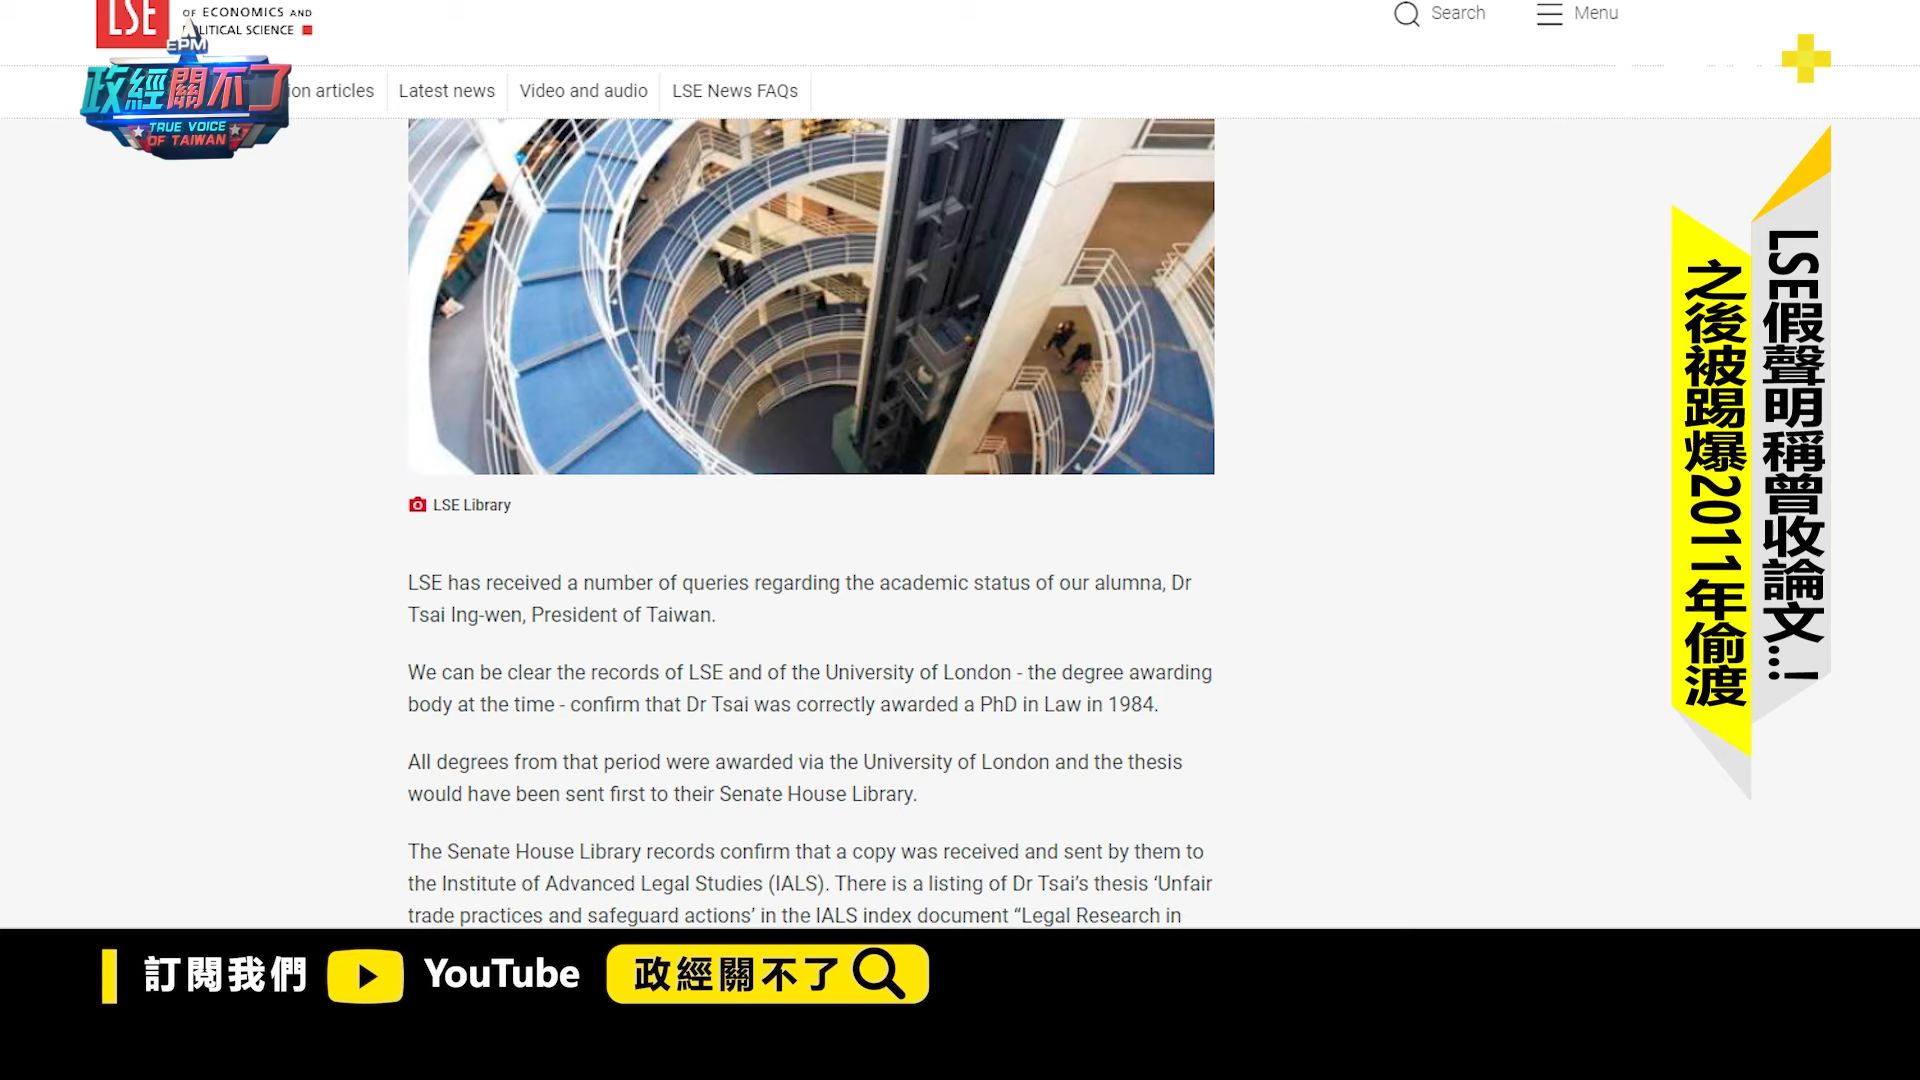 LSE
OF ECONOMICS AND
POLITICAL SCIENCE
Search
Menu
EPM
政經關不了
TRUE VOICE
OF TAIWAN
ion articles
Latest news
Video and audio
LSE News FAQs
LSE假聲明稱曾收論文...!
之後被踢爆2011年偷渡
LSE Library
LSE has received a number of queries regarding the academic status of our alumna, Dr
Tsai Ing-wen, President of Taiwan.
We can be clear the records of LSE and of the University of London - the degree awarding
body at the time - confirm that Dr Tsai was correctly awarded a PhD in Law in 1984.
All degrees from that period were awarded via the University of London and the thesis
would have been sent first to their Senate House Library.
The Senate House Library records confirm that a copy was received and sent by them to
the Institute of Advanced Legal Studies (IALS). There is a listing of Dr Tsai’s thesis ‘Unfair
trade practices and safeguard actions’ in the IALS index document “Legal Research in
訂閱我們 YouTube 政經關不了